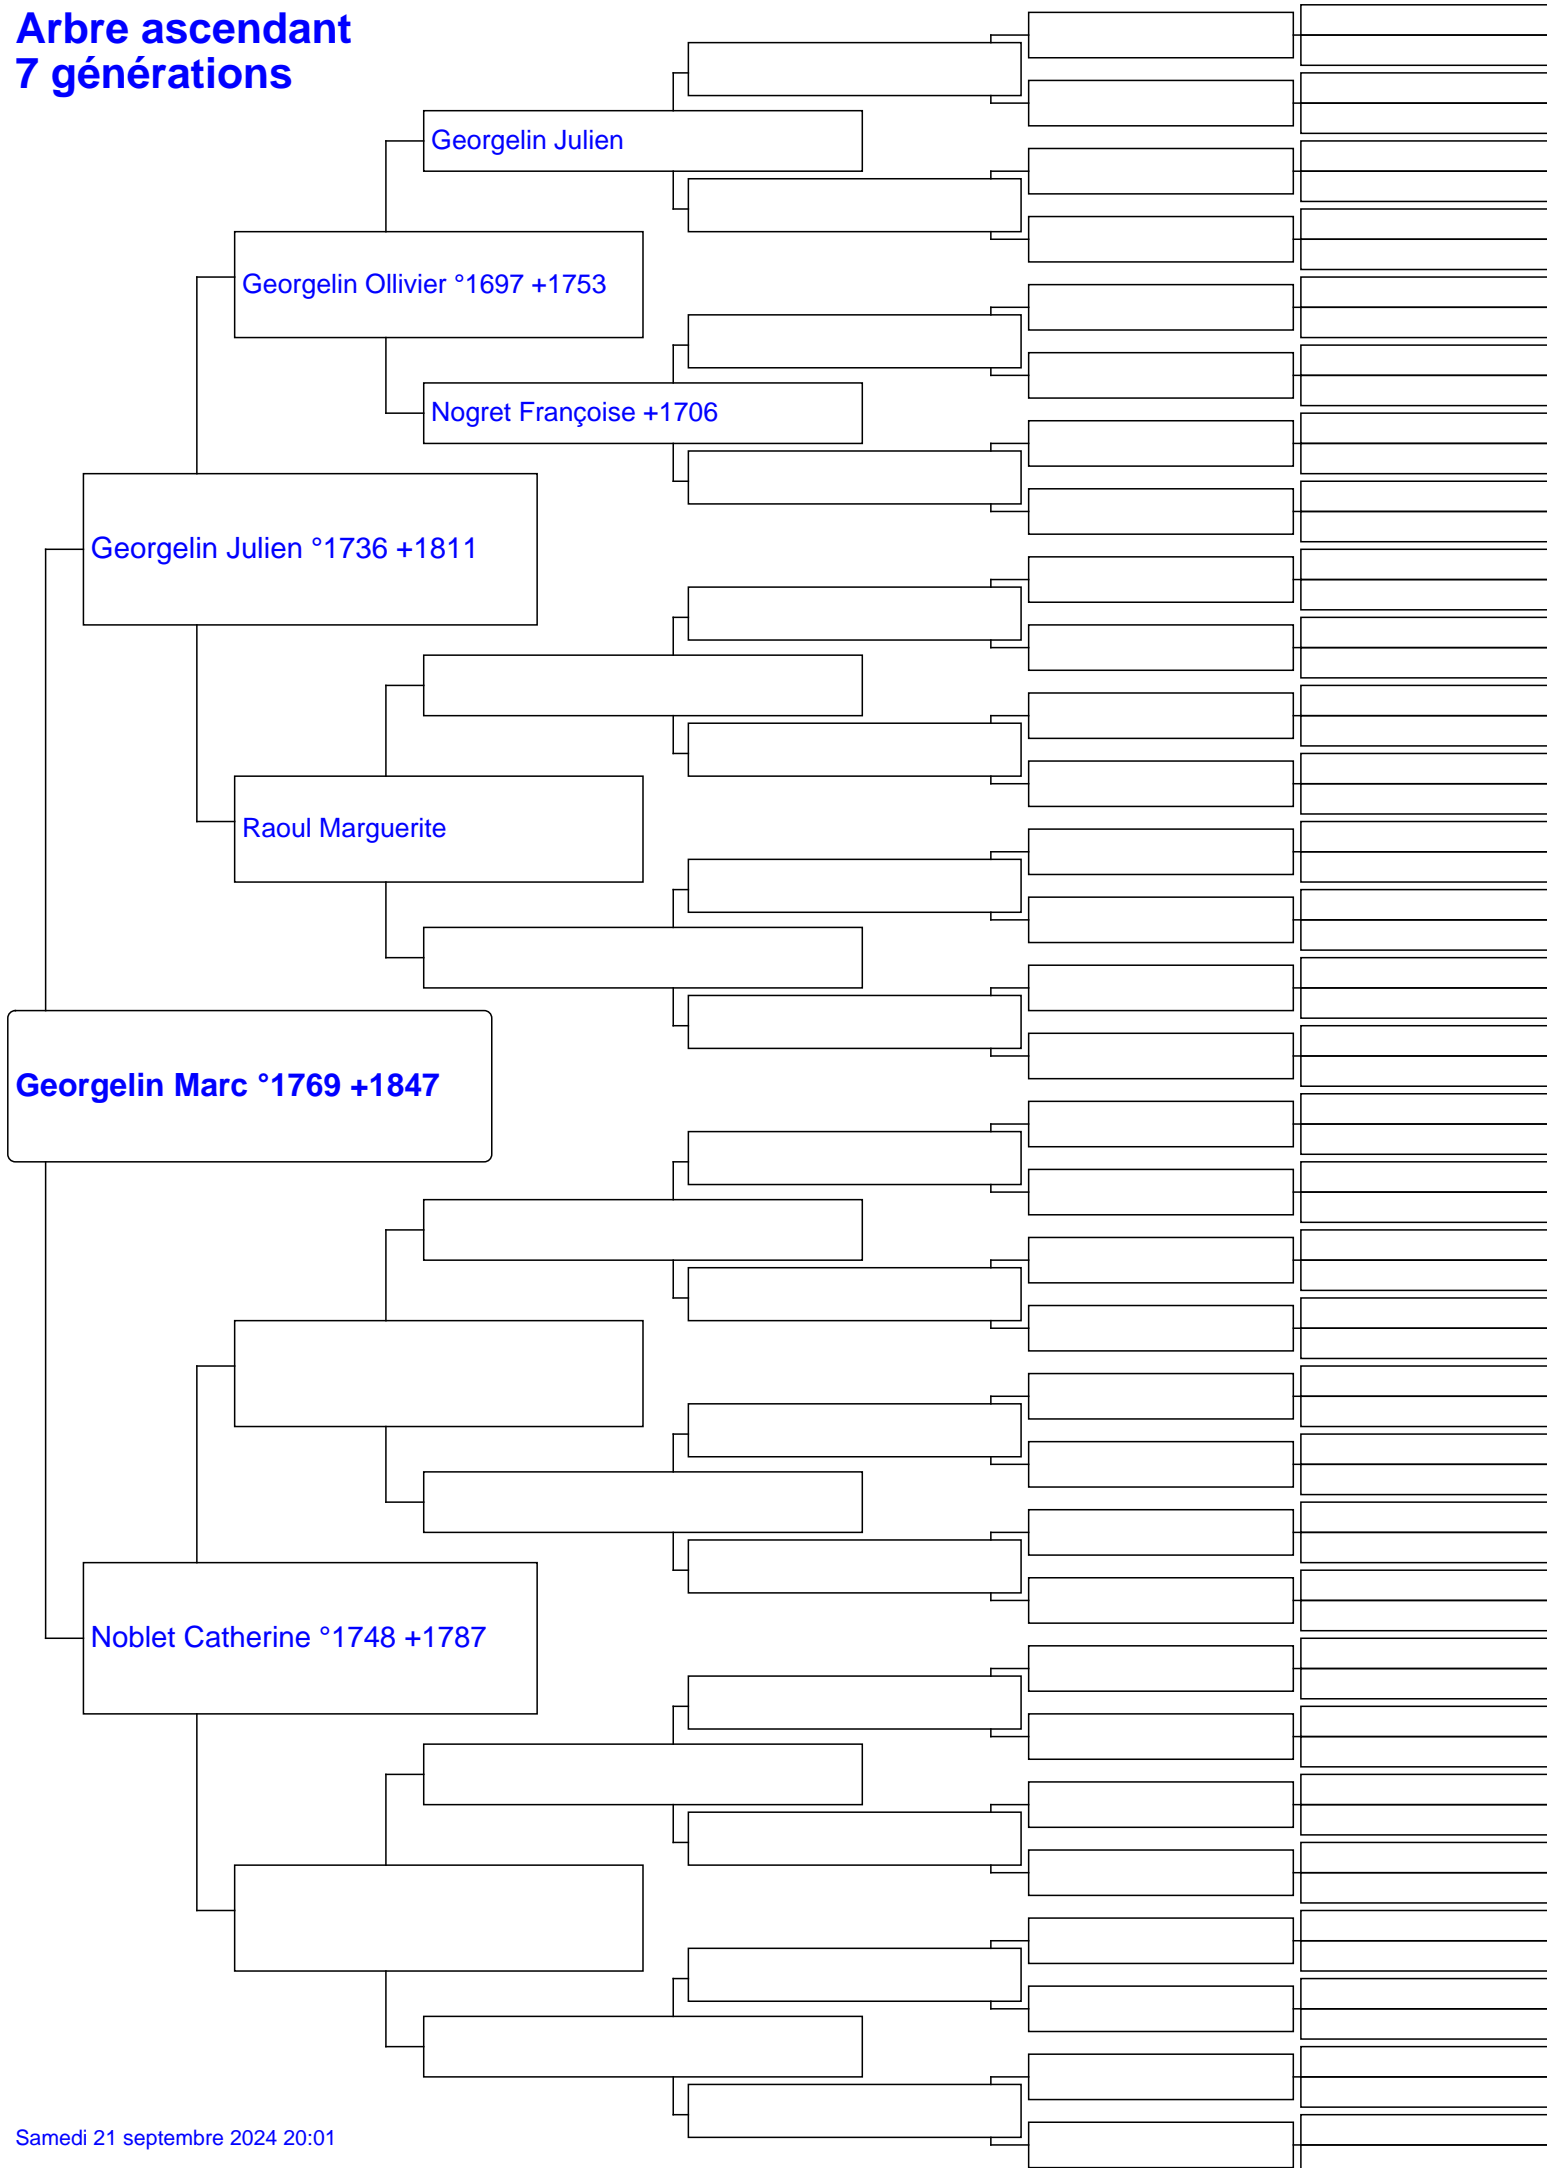 Arbre ascendant
7 générations
Georgelin Julien
Georgelin Ollivier °1697 +1753
Nogret Françoise +1706
Georgelin Julien °1736 +1811
Raoul Marguerite
Georgelin Marc °1769 +1847
Noblet Catherine °1748 +1787
Samedi 21 septembre 2024 20:01